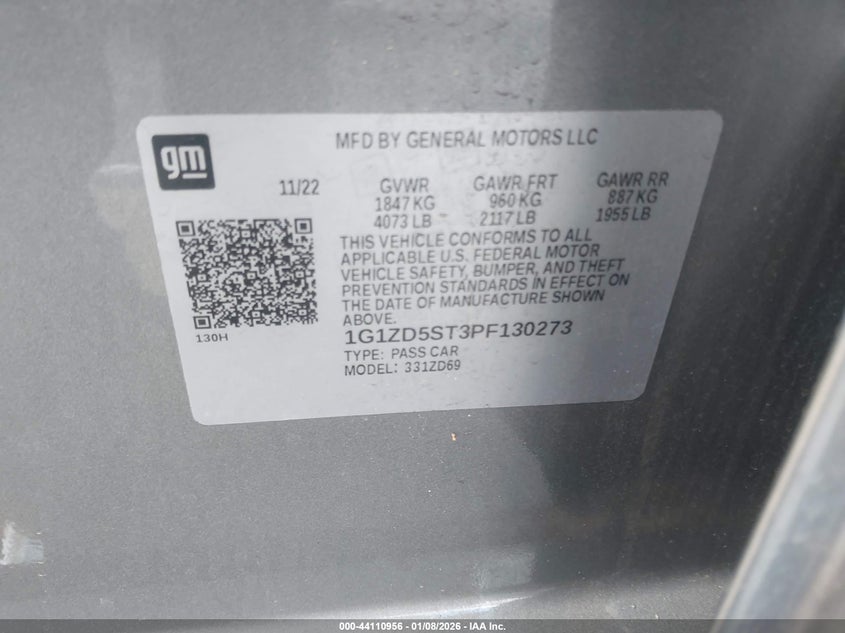 gm
MFD BY GENERAL MOTORS LLC
11/22 GVWR GAWR FRT GAWR RR
1847 KG 960 KG 887 KG
4073 LB 2117 LB 1955 LB
THIS VEHICLE CONFORMS TO ALL
APPLICABLE U.S. FEDERAL MOTOR
VEHICLE SAFETY, BUMPER, AND THEFT
PREVENTION STANDARDS IN EFFECT ON
THE DATE OF MANUFACTURE SHOWN
ABOVE.
130H
1G1ZD5ST3PF130273
TYPE: PASS CAR
MODEL: 331ZD69
000-44110956 - 01/08/2026 - IAA Inc.